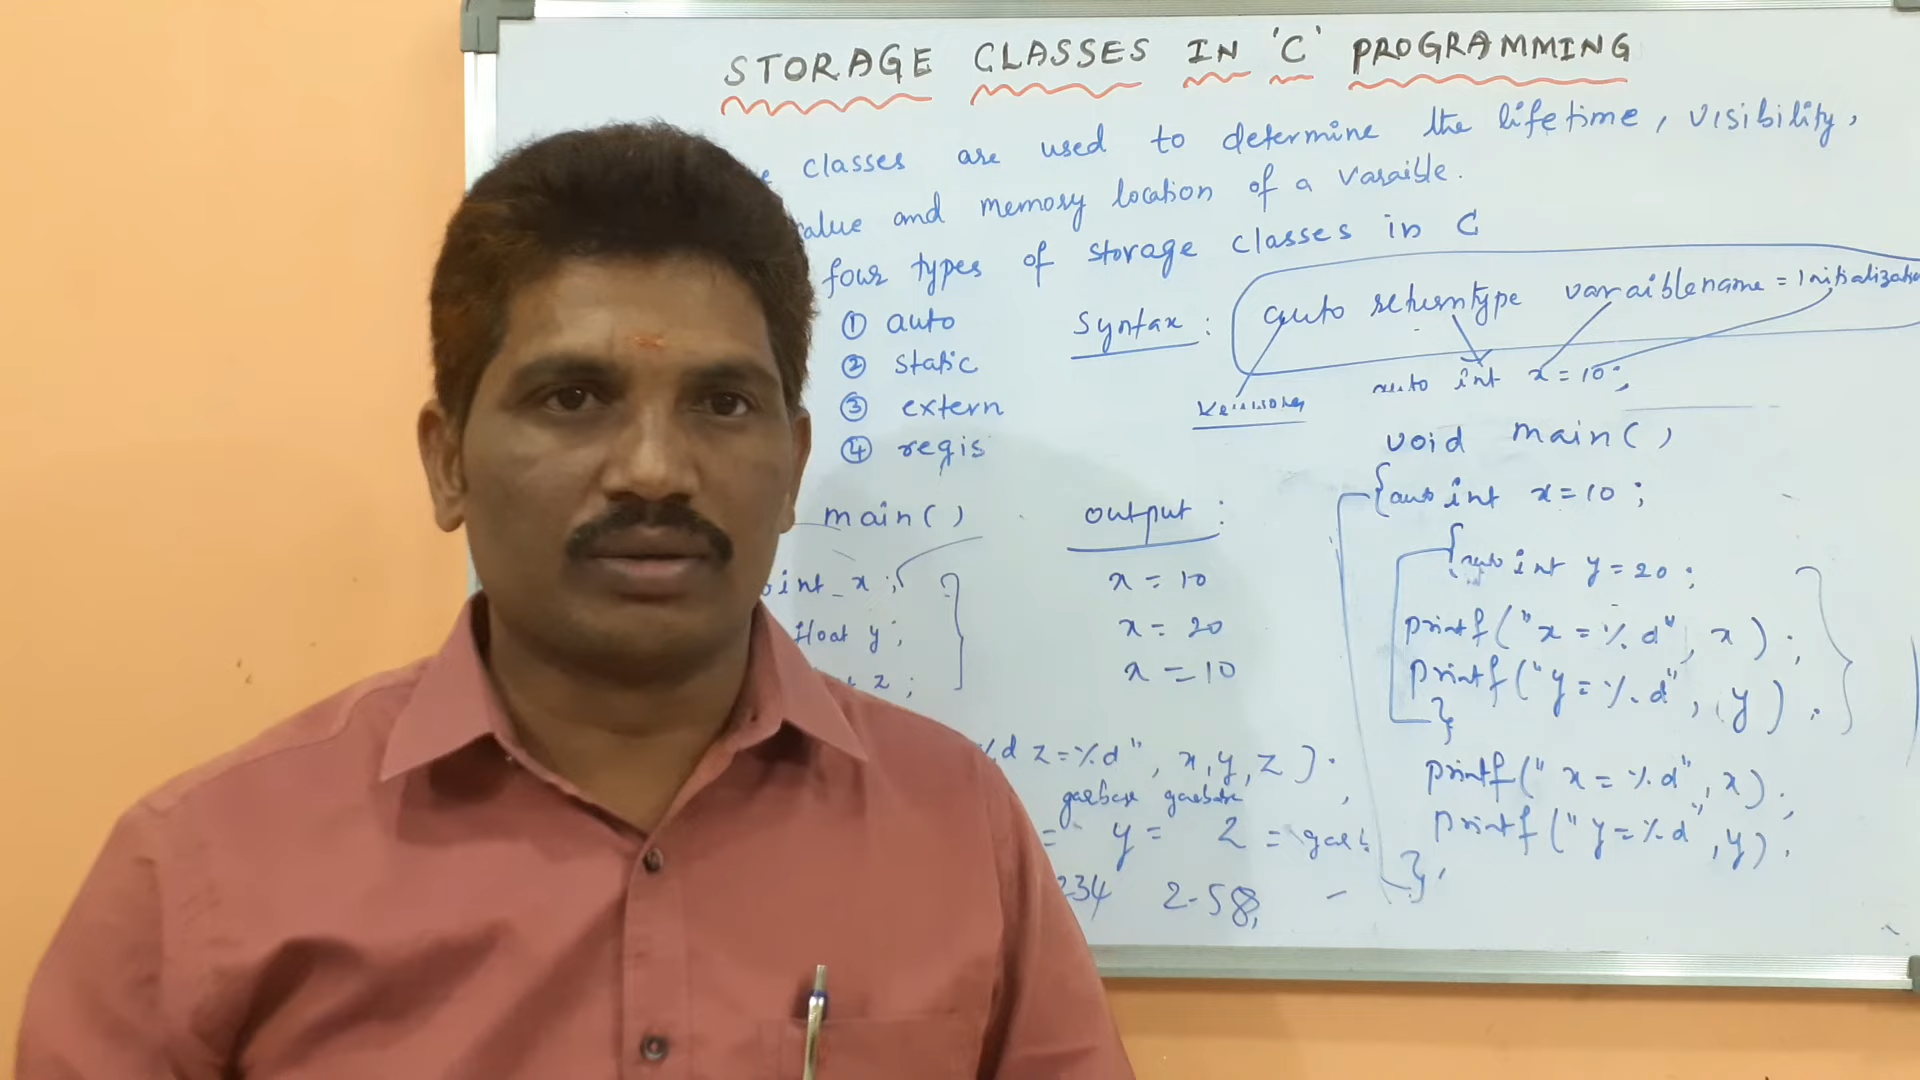 STORAGE CLASSES IN 'C' PROGRAMMING
classes are used to determine the lifetime, visibility,
value and memory location of a varaible.
four types of storage classes in C
① auto
② static
③ extern
④ regis
Syntax :
auto returntype varaiblename = Initialization
auto int x = 10;
void main()
{auto int x=10;
{auto int y=20;
printf("x=%d", x);
printf("y=%d", y).
}
printf("x=%d", x);
printf("y=%d", y).
}
main()
int x;
float y;
z;
%d z=%d", x, y, z).
garbage garbage
= y= z =
234 2.58
output :
x=10
x=20
x=10